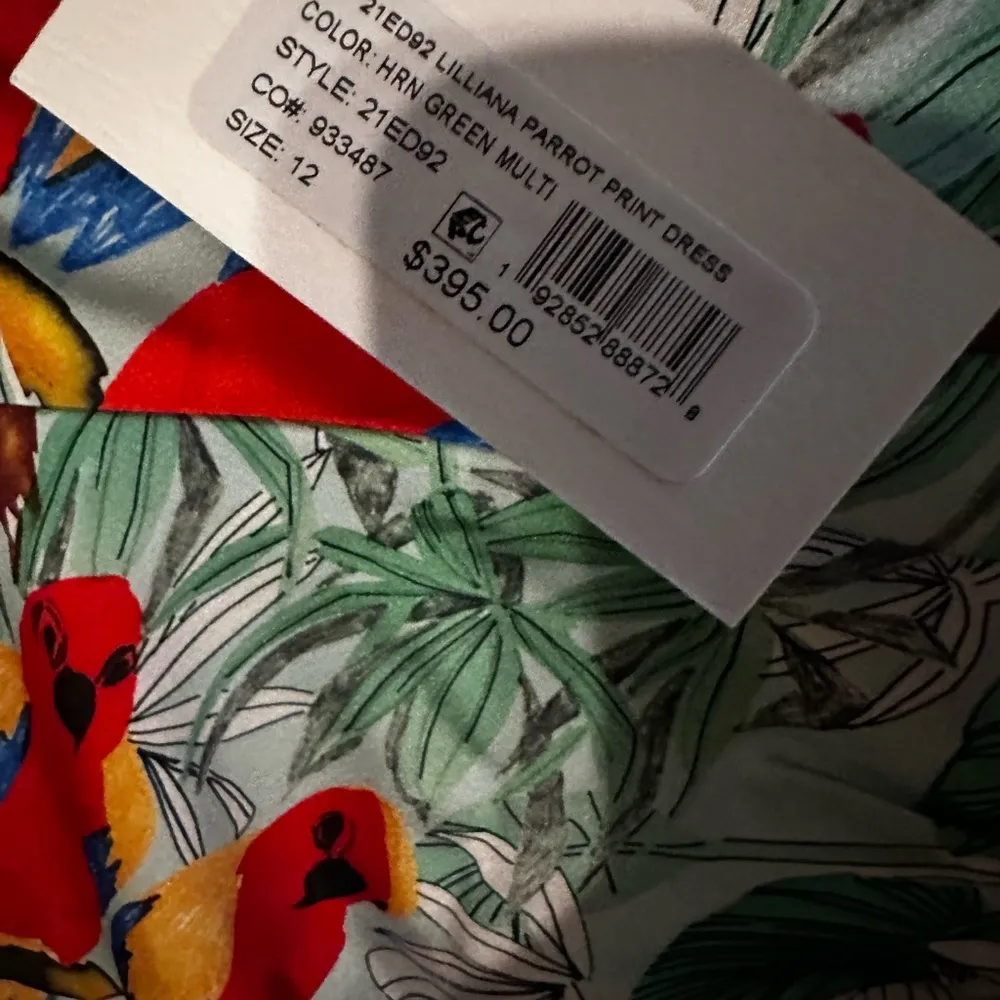 21ED92 LILLIANA PARROT PRINT DRESS
COLOR: HRN GREEN MULTI
STYLE: 21ED92
CO#: 933487
SIZE: 12
$395.00
1 92852 88872 8